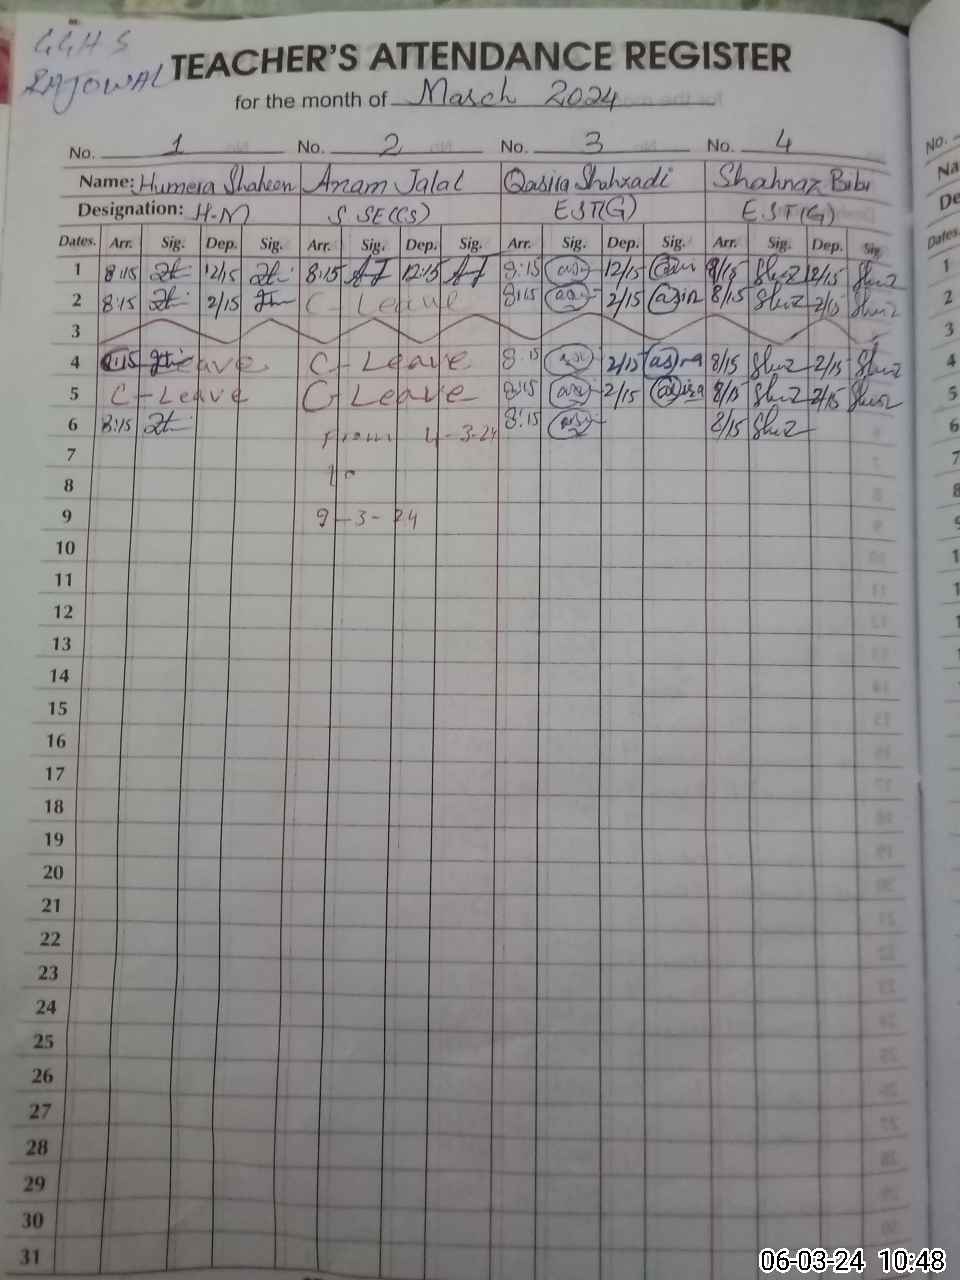 GGHS
RAJOWAL
TEACHER'S ATTENDANCE REGISTER
for the month of March 2024
No. 1 No. 2 No. 3 No. 4
Name: Humera Shaheen Anam Jalal Qasira Shahzadi Shahnaz Bibi
Designation: H-M SSE(CS) EST(G) EST(G)
Dates. Arr. Sig. Dep. Sig. Arr. Sig. Dep. Sig. Arr. Sig. Dep. Sig. Arr. Sig. Dep. Sig.
1 8:15 12/15 8:15 AJ 12:15 AJ 8:15 12/15 8/15 12/15
2 8:15 2/15 C-Leave 8:15 2/15 8/15 2/15
3
4 Leave C-Leave 8:15 2/15 8/15 2/15
5 C-Leave C-Leave 8:15 2/15 8/15 2/15
6 8:15 From 4-3-24 8:15 8/15
7 to
8
9 9-3-24
10
11
12
13
14
15
16
17
18
19
20
21
22
23
24
25
26
27
28
29
30
31
06-03-24 10:48